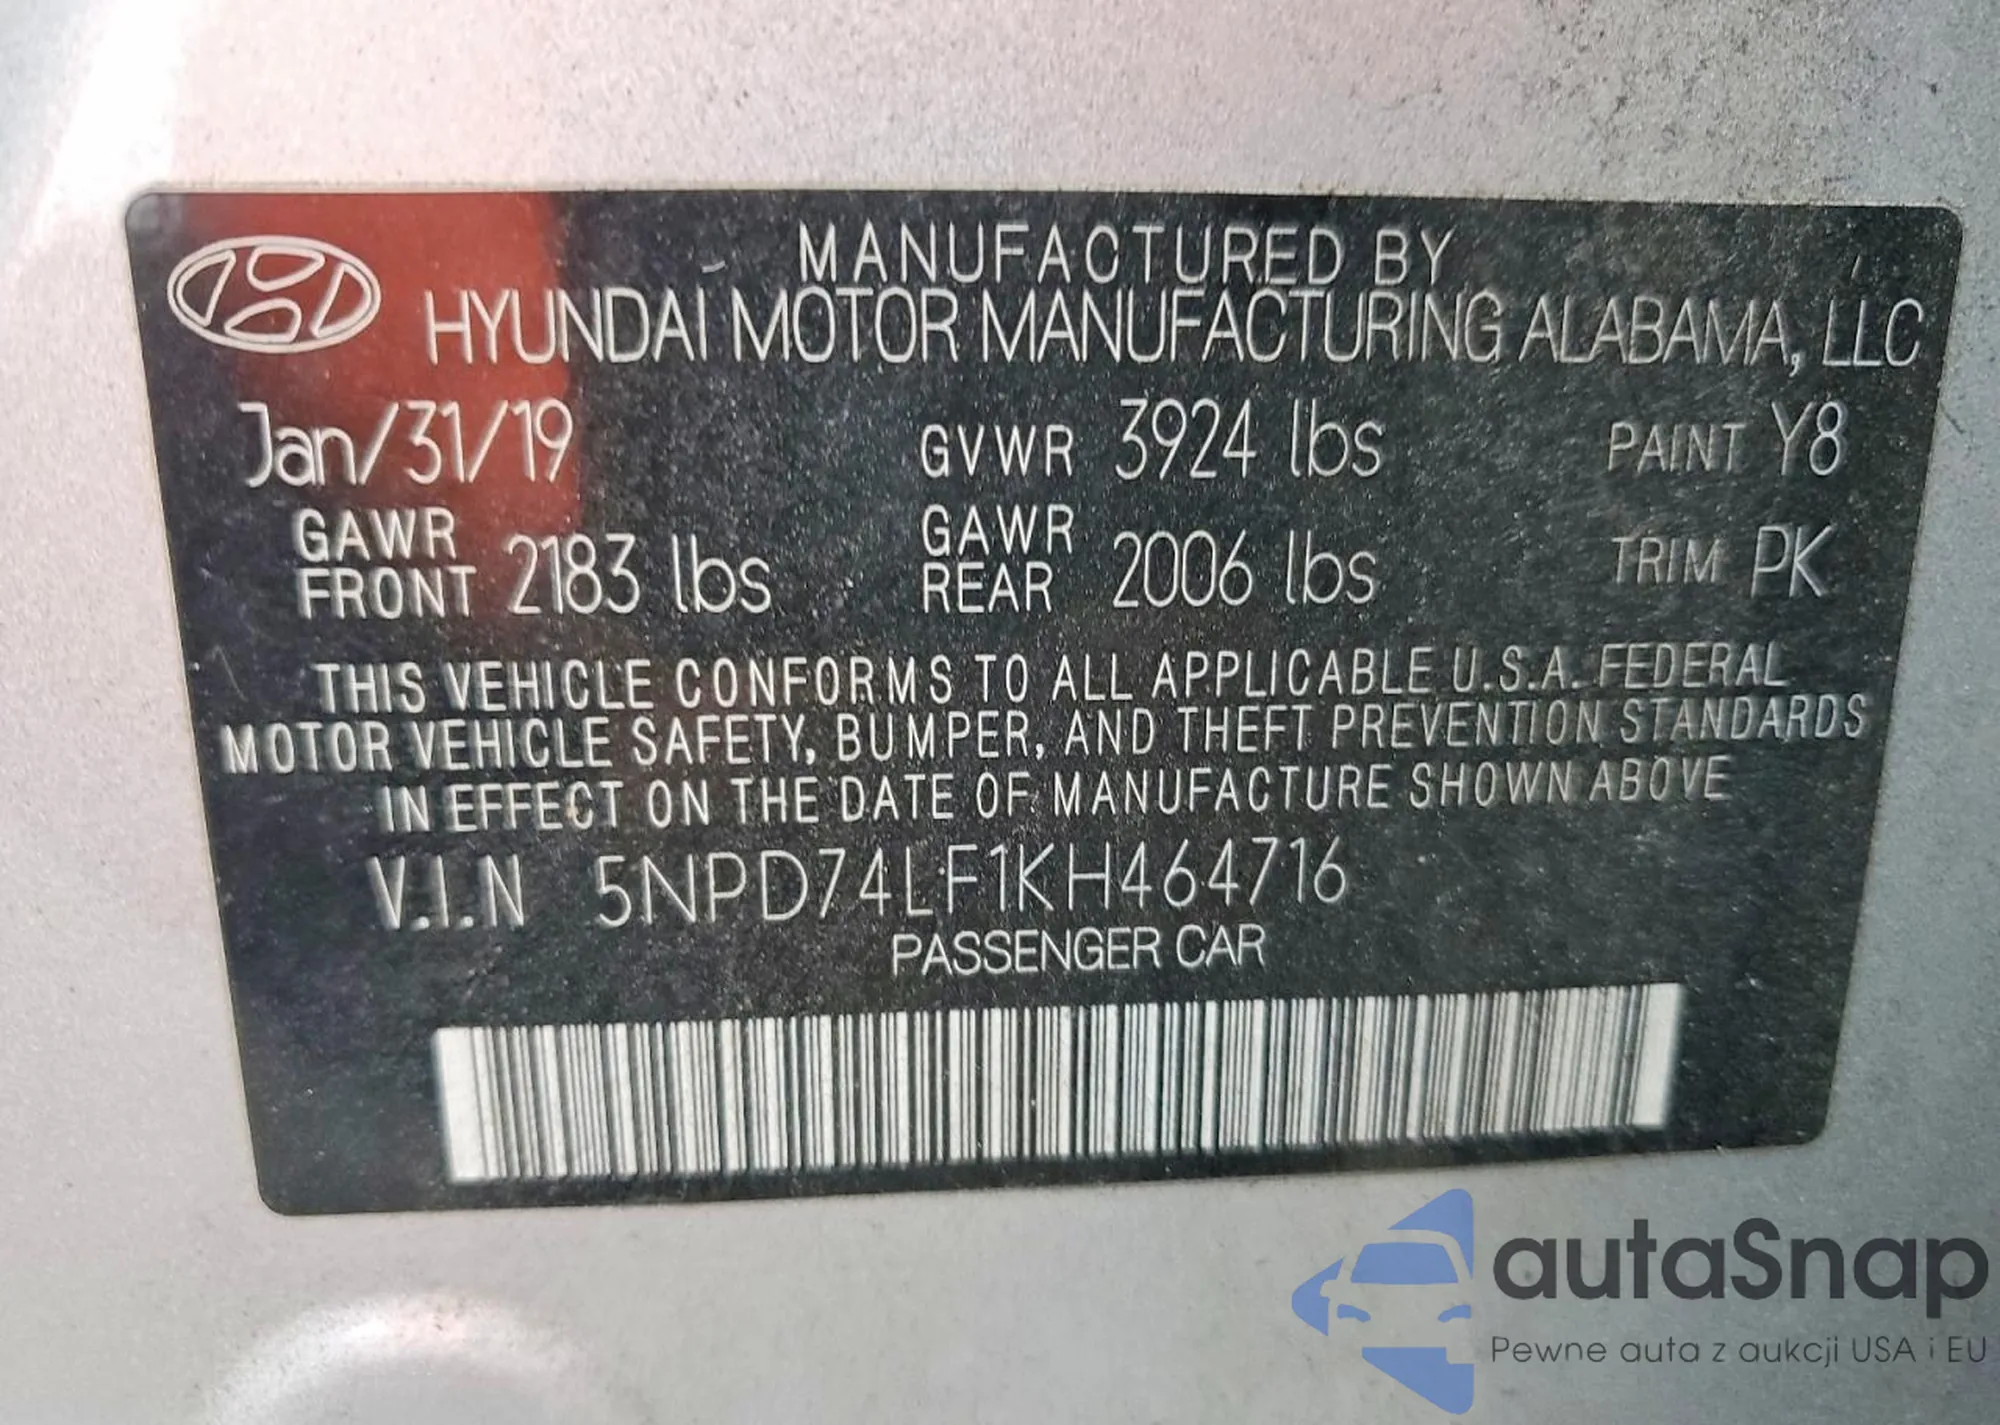 MANUFACTURED BY
HYUNDAI MOTOR MANUFACTURING ALABAMA, LLC
Jan/31/19 GVWR 3924 lbs PAINT Y8
GAWR FRONT 2183 lbs GAWR REAR 2006 lbs TRIM PK
THIS VEHICLE CONFORMS TO ALL APPLICABLE U.S.A. FEDERAL
MOTOR VEHICLE SAFETY, BUMPER, AND THEFT PREVENTION STANDARDS
IN EFFECT ON THE DATE OF MANUFACTURE SHOWN ABOVE
V.I.N 5NPD74LF1KH464716
PASSENGER CAR
autaSnap
Pewne auta z aukcji USA i EU